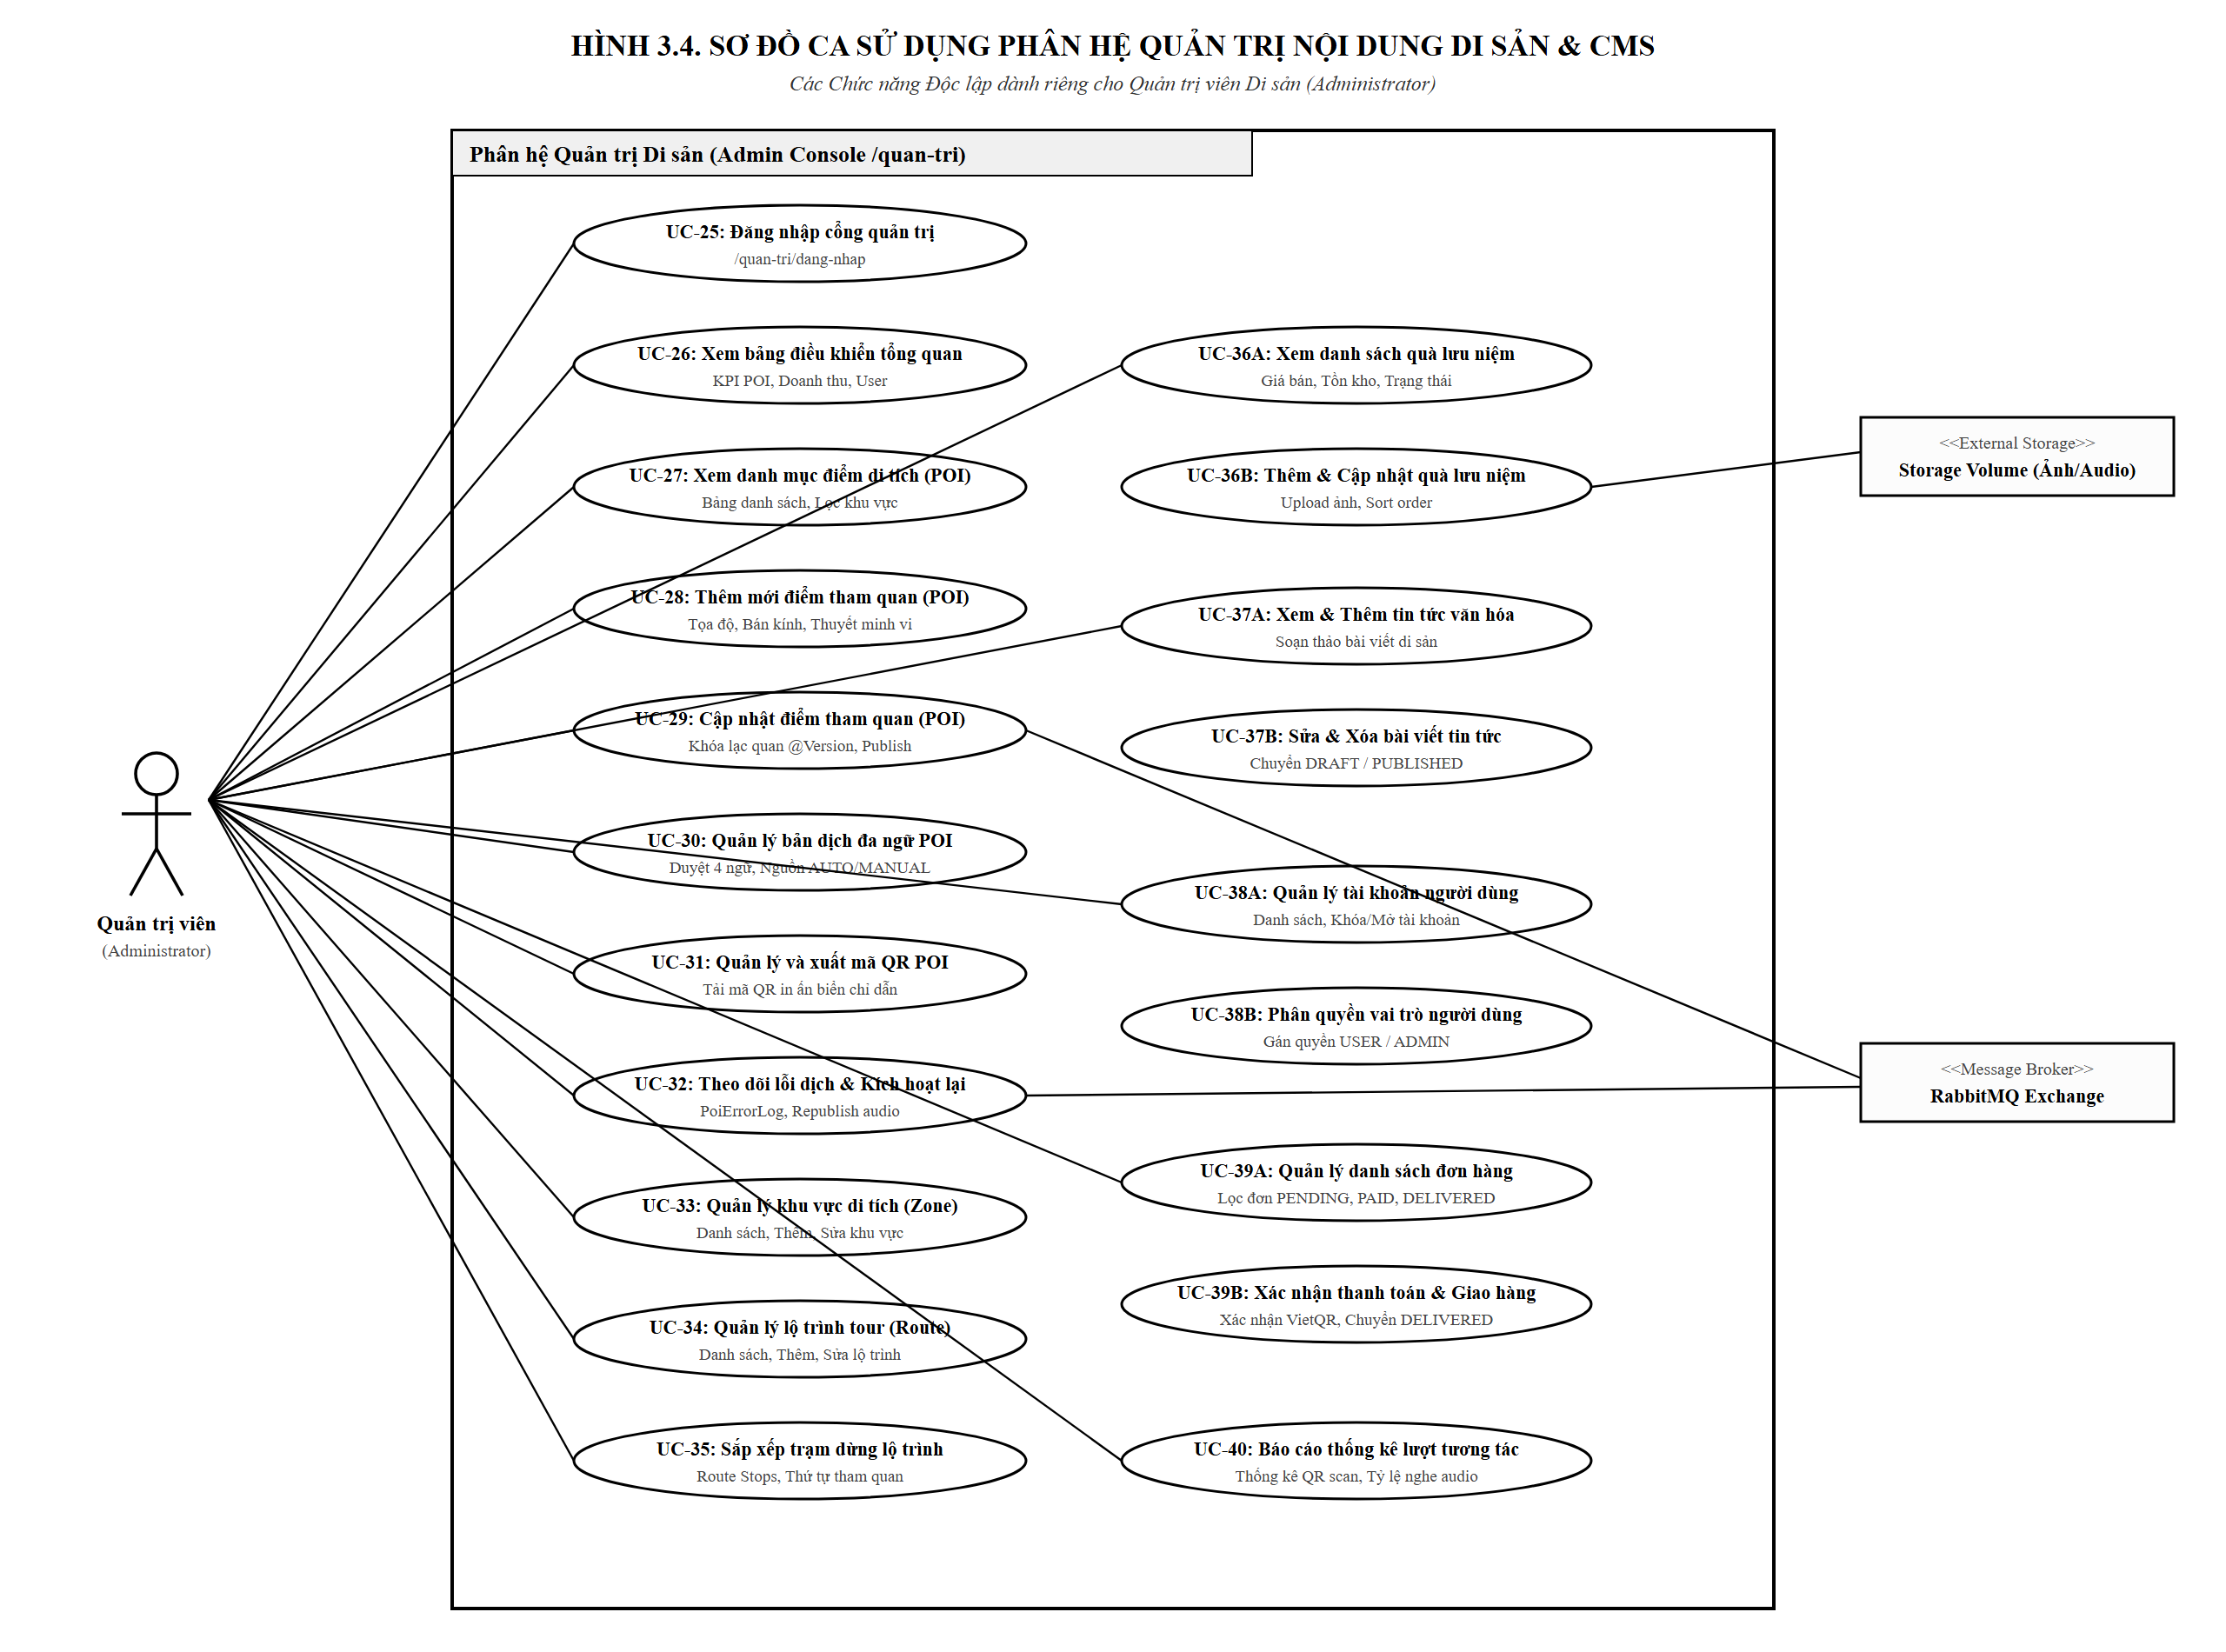 HÌNH 3.4. SƠ ĐỒ CA SỬ DỤNG PHÂN HỆ QUẢN TRỊ NỘI DUNG DI SẢN & CMS
Các Chức năng Độc lập dành riêng cho Quản trị viên Di sản (Administrator)
Phân hệ Quản trị Di sản (Admin Console /quan-tri)
UC-25: Đăng nhập cổng quản trị
/quan-tri/dang-nhap
UC-26: Xem bảng điều khiển tổng quan
KPI POI, Doanh thu, User
UC-27: Xem danh mục điểm di tích (POI)
Bảng danh sách, Lọc khu vực
UC-28: Thêm mới điểm tham quan (POI)
Tọa độ, Bán kính, Thuyết minh vi
UC-29: Cập nhật điểm tham quan (POI)
Khóa lạc quan @Version, Publish
UC-30: Quản lý bản dịch đa ngữ POI
Duyệt 4 ngữ, Nguồn AUTO/MANUAL
UC-31: Quản lý và xuất mã QR POI
Tải mã QR in ấn biển chỉ dẫn
UC-32: Theo dõi lỗi dịch & Kích hoạt lại
PoiErrorLog, Republish audio
UC-33: Quản lý khu vực di tích (Zone)
Danh sách, Thêm, Sửa khu vực
UC-34: Quản lý lộ trình tour (Route)
Danh sách, Thêm, Sửa lộ trình
UC-35: Sắp xếp trạm dừng lộ trình
Route Stops, Thứ tự tham quan
UC-36A: Xem danh sách quà lưu niệm
Giá bán, Tồn kho, Trạng thái
UC-36B: Thêm & Cập nhật quà lưu niệm
Upload ảnh, Sort order
UC-37A: Xem & Thêm tin tức văn hóa
Soạn thảo bài viết di sản
UC-37B: Sửa & Xóa bài viết tin tức
Chuyển DRAFT / PUBLISHED
UC-38A: Quản lý tài khoản người dùng
Danh sách, Khóa/Mở tài khoản
UC-38B: Phân quyền vai trò người dùng
Gán quyền USER / ADMIN
UC-39A: Quản lý danh sách đơn hàng
Lọc đơn PENDING, PAID, DELIVERED
UC-39B: Xác nhận thanh toán & Giao hàng
Xác nhận VietQR, Chuyển DELIVERED
UC-40: Báo cáo thống kê lượt tương tác
Thống kê QR scan, Tỷ lệ nghe audio
Quản trị viên
(Administrator)
<<External Storage>>
Storage Volume (Ảnh/Audio)
<<Message Broker>>
RabbitMQ Exchange